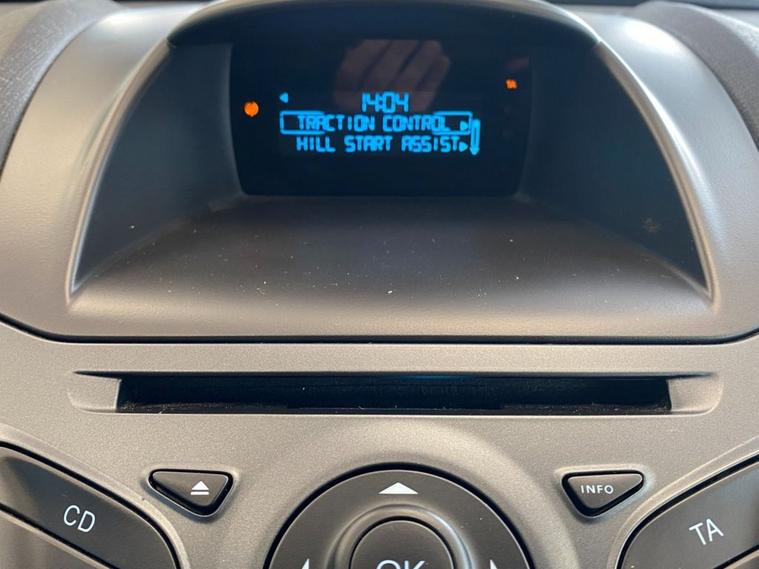 TA
14:04
TRACTION CONTROL
HILL START ASSIST
INFO
CD
TA
OK